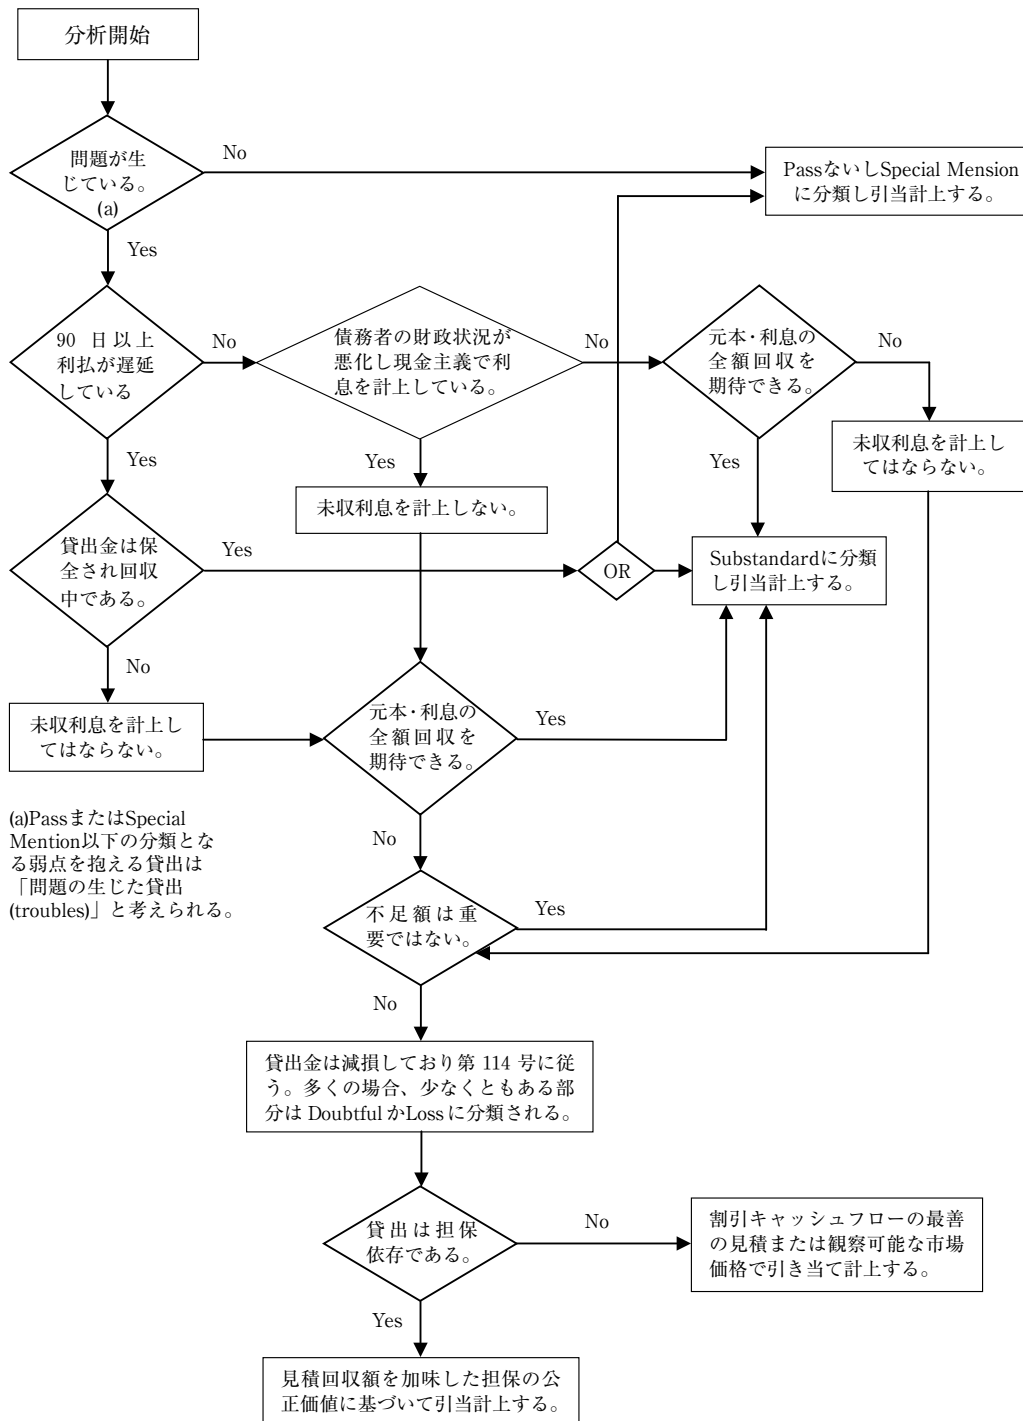 分析開始
問題が生
じている。
(a)
No
PassないしSpecial Mension
に分類し引当計上する。
Yes
90 日以上
利払が遅延
している
No
債務者の財政状況が
悪化し現金主義で利
息を計上している。
No
元本・利息の
全額回収を
期待できる。
No
未収利息を計上し
てはならない。
Yes
Yes
Yes
未収利息を計上しない。
貸出金は保
全され回収
中である。
Yes
OR
Substandardに分類
し引当計上する。
No
未収利息を計上し
てはならない。
元本・利息の
全額回収を
期待できる。
Yes
(a)PassまたはSpecial
Mention以下の分類とな
る弱点を抱える貸出は
「問題の生じた貸出
(troubles)」と考えられる。
No
不足額は重
要ではない。
Yes
No
貸出金は減損しており第 114 号に従
う。多くの場合、少なくともある部
分は DoubtfulかLossに分類される。
貸出は担保
依存である。
No
割引キャッシュフローの最善
の見積または観察可能な市場
価格で引き当て計上する。
Yes
見積回収額を加味した担保の公
正価値に基づいて引当計上する。